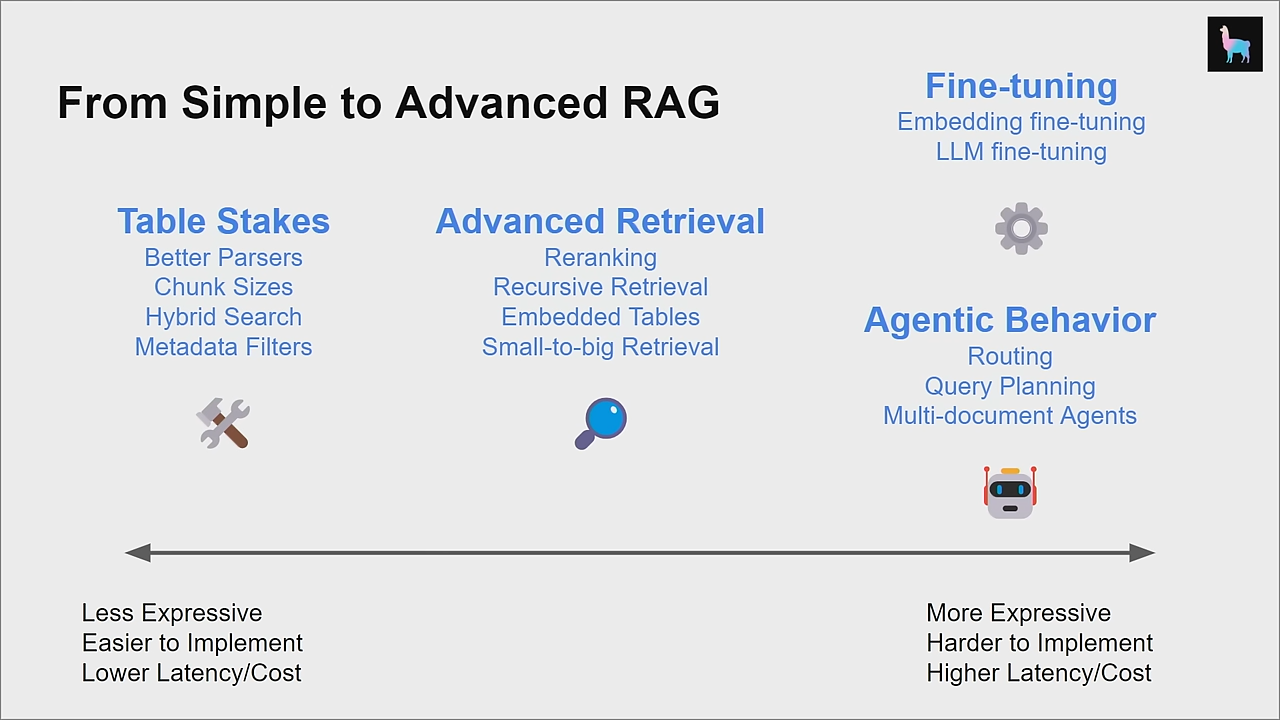 From Simple to Advanced RAG
Table Stakes
Better Parsers
Chunk Sizes
Hybrid Search
Metadata Filters
Advanced Retrieval
Reranking
Recursive Retrieval
Embedded Tables
Small-to-big Retrieval
Fine-tuning
Embedding fine-tuning
LLM fine-tuning
Agentic Behavior
Routing
Query Planning
Multi-document Agents
Less Expressive
Easier to Implement
Lower Latency/Cost
More Expressive
Harder to Implement
Higher Latency/Cost